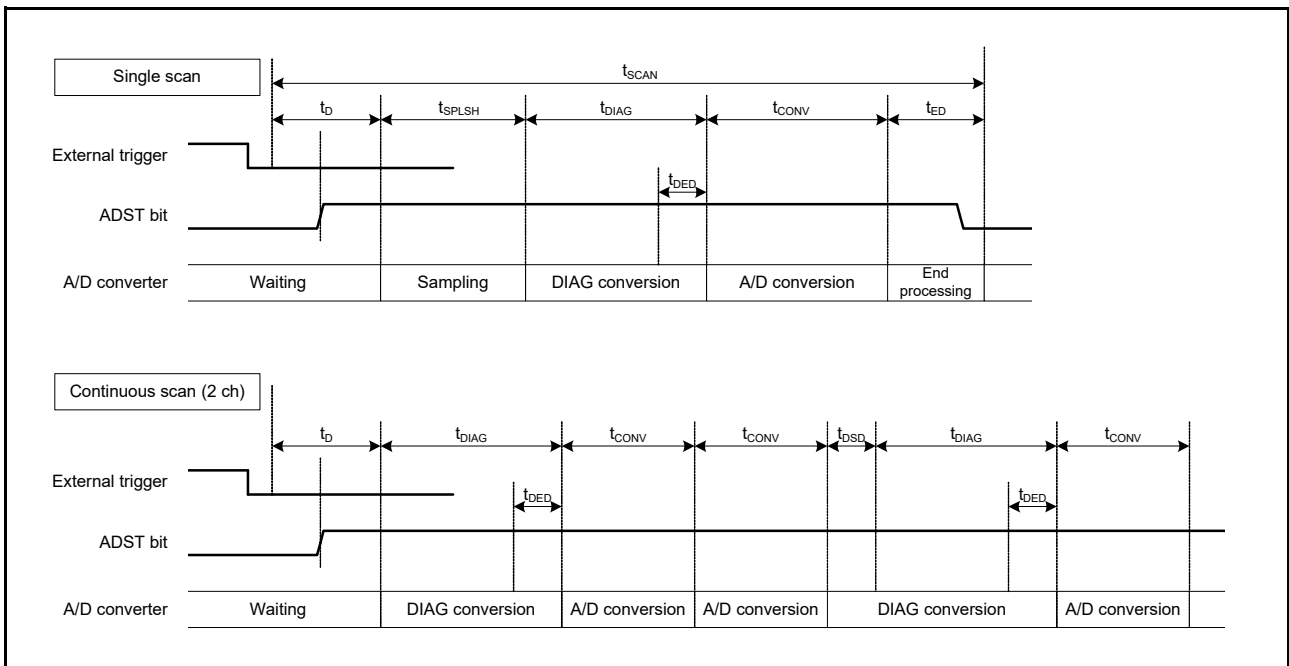 Single scan
tSCAN
tD tSPLSH tDIAG tCONV tED
External trigger
tDED
ADST bit
A/D converter Waiting Sampling DIAG conversion A/D conversion End processing
Continuous scan (2 ch)
tD tDIAG tCONV tCONV tDSD tDIAG tCONV
External trigger
tDED tDED
ADST bit
A/D converter Waiting DIAG conversion A/D conversion A/D conversion DIAG conversion A/D conversion